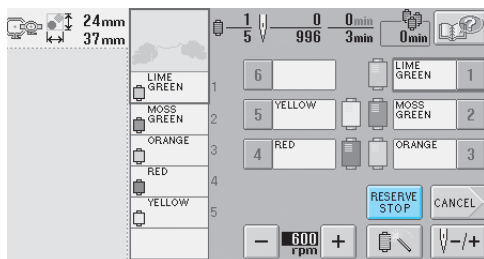 24mm
37mm
1/5 0/996 0min/3min 0min
LIME GREEN 1
MOSS GREEN 2
ORANGE 3
RED 4
YELLOW 5
6
LIME GREEN 1
5 YELLOW
MOSS GREEN 2
4 RED
ORANGE 3
RESERVE STOP
CANCEL
- 600 rpm +
-/+